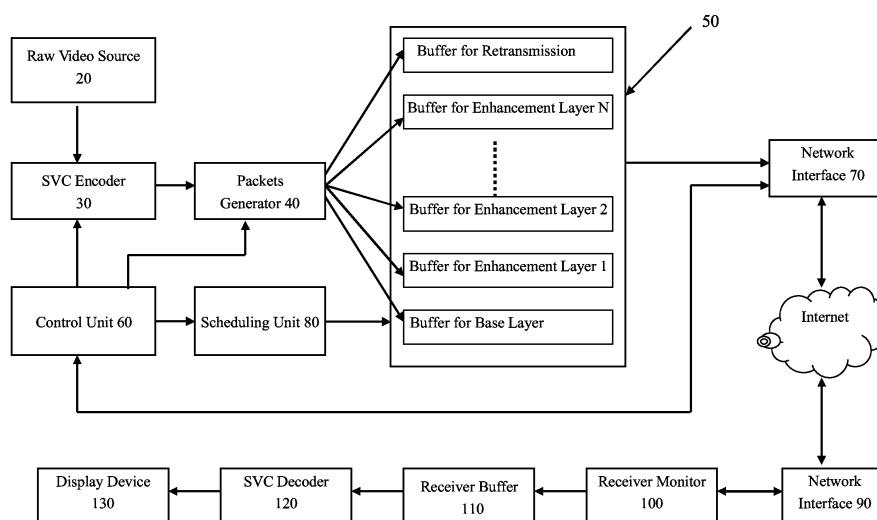 50
Raw Video Source
20
Buffer for Retransmission
Buffer for Enhancement Layer N
SVC Encoder
30
Packets
Generator 40
Network
Interface 70
Buffer for Enhancement Layer 2
Buffer for Enhancement Layer 1
Control Unit 60
Scheduling Unit 80
Buffer for Base Layer
Internet
Display Device
130
SVC Decoder
120
Receiver Buffer
110
Receiver Monitor
100
Network
Interface 90